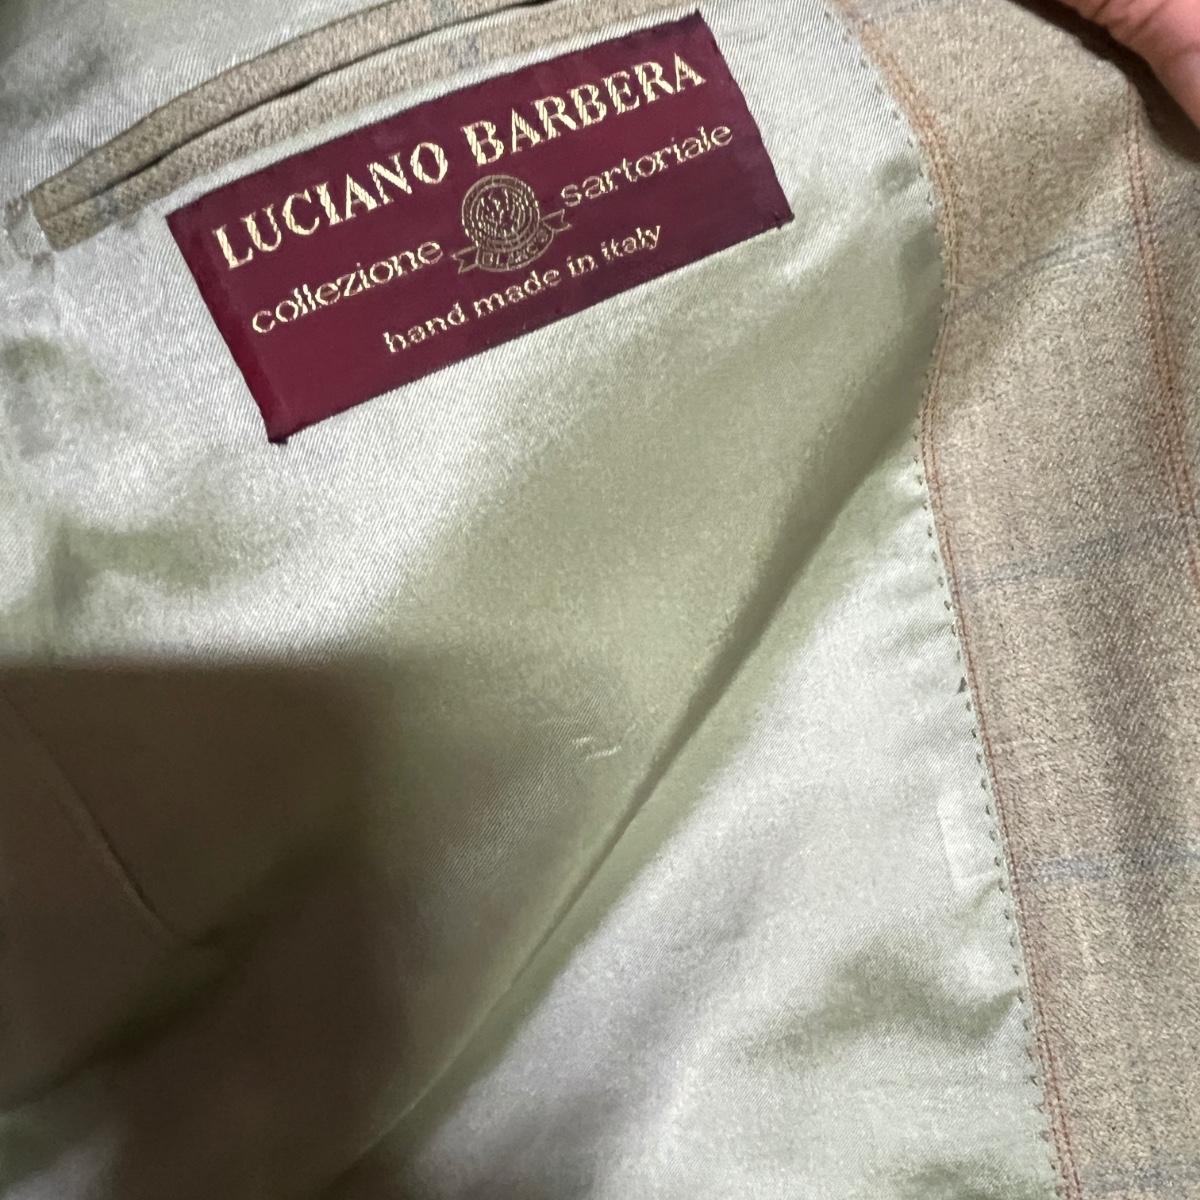 LUCIANO BARBERA
collezione sartoriale
hand made in italy